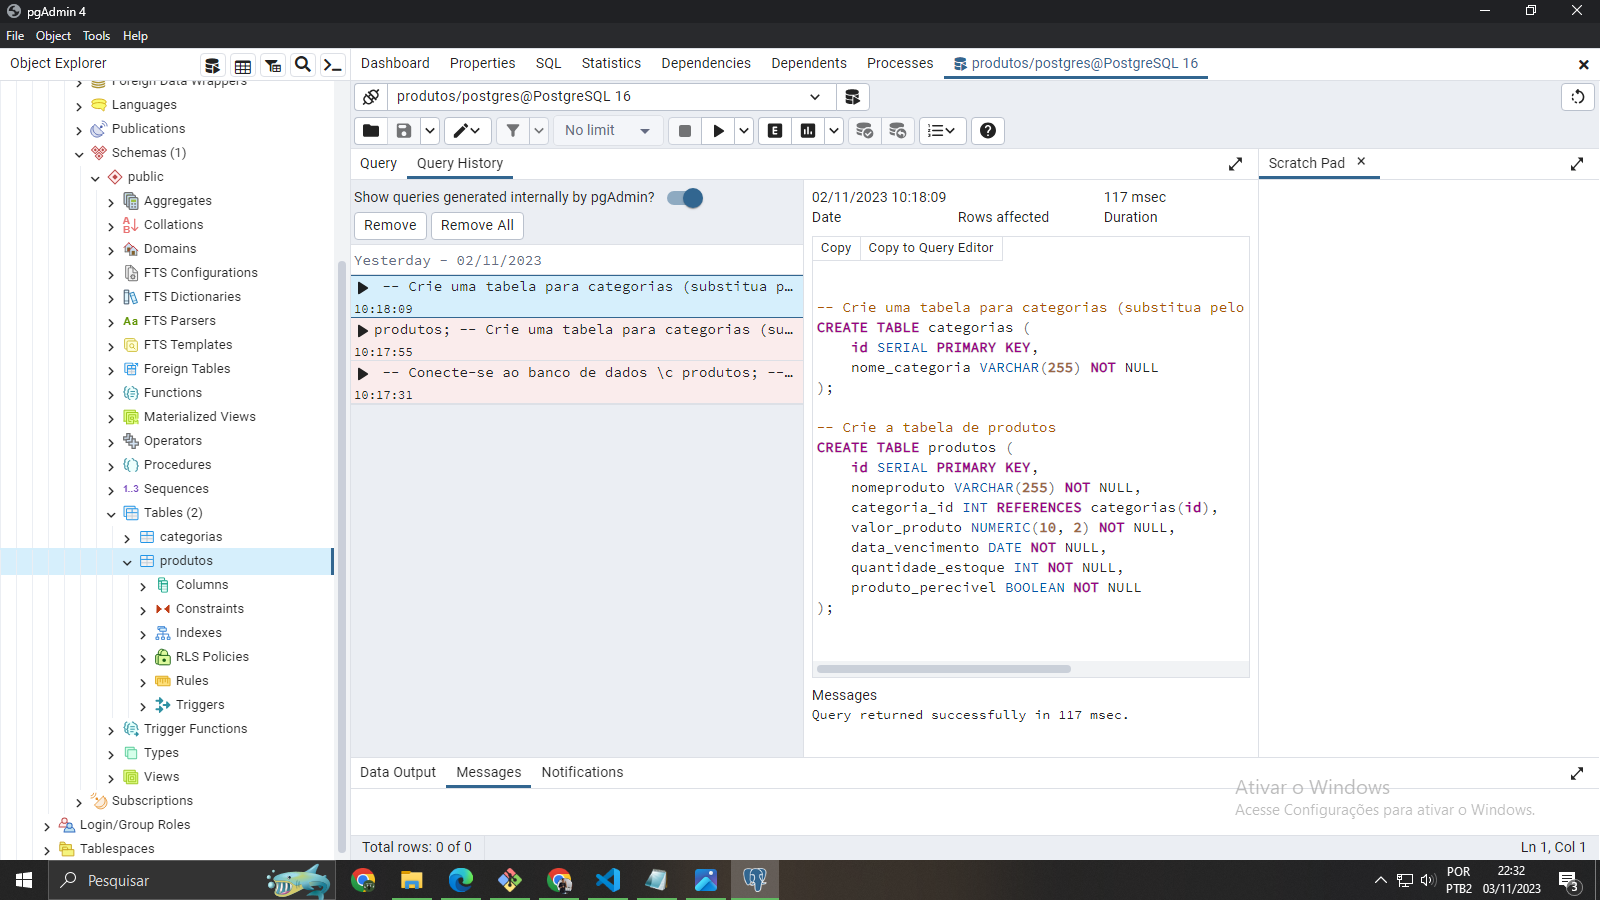 pgAdmin 4
File Object Tools Help
Object Explorer
Dashboard Properties SQL Statistics Dependencies Dependents Processes produtos/postgres@PostgreSQL 16
Foreign Data Wrappers
Languages
Publications
Schemas (1)
public
Aggregates
Collations
Domains
FTS Configurations
FTS Dictionaries
FTS Parsers
FTS Templates
Foreign Tables
Functions
Materialized Views
Operators
Procedures
1..3 Sequences
Tables (2)
categorias
produtos
Columns
Constraints
Indexes
RLS Policies
Rules
Triggers
Trigger Functions
Types
Views
Subscriptions
Login/Group Roles
Tablespaces
produtos/postgres@PostgreSQL 16
No limit
Query Query History
Scratch Pad
Show queries generated internally by pgAdmin?
Remove Remove All
Yesterday - 02/11/2023
-- Crie uma tabela para categorias (substitua p…
10:18:09
produtos; -- Crie uma tabela para categorias (su…
10:17:55
-- Conecte-se ao banco de dados \c produtos; --…
10:17:31
02/11/2023 10:18:09 117 msec
Date Rows affected Duration
Copy Copy to Query Editor
-- Crie uma tabela para categorias (substitua pelo
CREATE TABLE categorias (
id SERIAL PRIMARY KEY,
nome_categoria VARCHAR(255) NOT NULL
);
-- Crie a tabela de produtos
CREATE TABLE produtos (
id SERIAL PRIMARY KEY,
nomeproduto VARCHAR(255) NOT NULL,
categoria_id INT REFERENCES categorias(id),
valor_produto NUMERIC(10, 2) NOT NULL,
data_vencimento DATE NOT NULL,
quantidade_estoque INT NOT NULL,
produto_perecivel BOOLEAN NOT NULL
);
Messages
Query returned successfully in 117 msec.
Data Output Messages Notifications
Ativar o Windows
Acesse Configurações para ativar o Windows.
Total rows: 0 of 0
Ln 1, Col 1
Pesquisar
POR
PTB2
22:32
03/11/2023
3